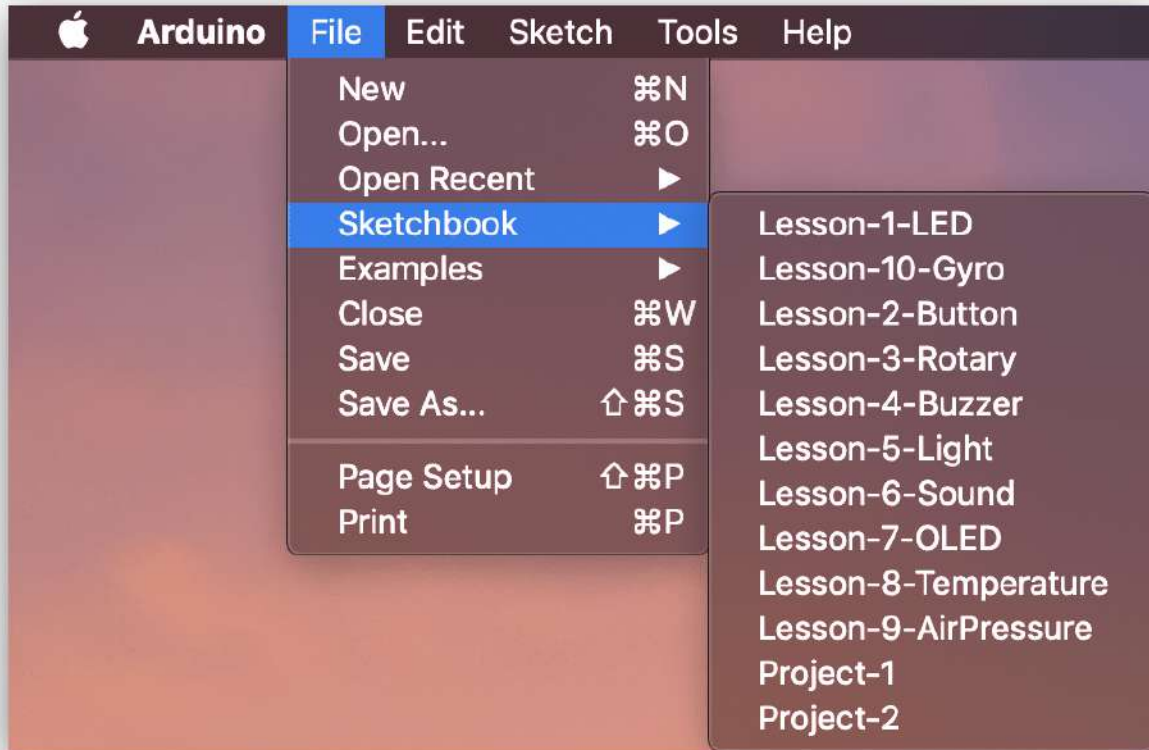 Arduino File Edit Sketch Tools Help
New ⌘N
Open... ⌘O
Open Recent ▶
Sketchbook ▶
Examples ▶
Close ⌘W
Save ⌘S
Save As... ⇧⌘S
Page Setup ⇧⌘P
Print ⌘P
Lesson-1-LED
Lesson-10-Gyro
Lesson-2-Button
Lesson-3-Rotary
Lesson-4-Buzzer
Lesson-5-Light
Lesson-6-Sound
Lesson-7-OLED
Lesson-8-Temperature
Lesson-9-AirPressure
Project-1
Project-2